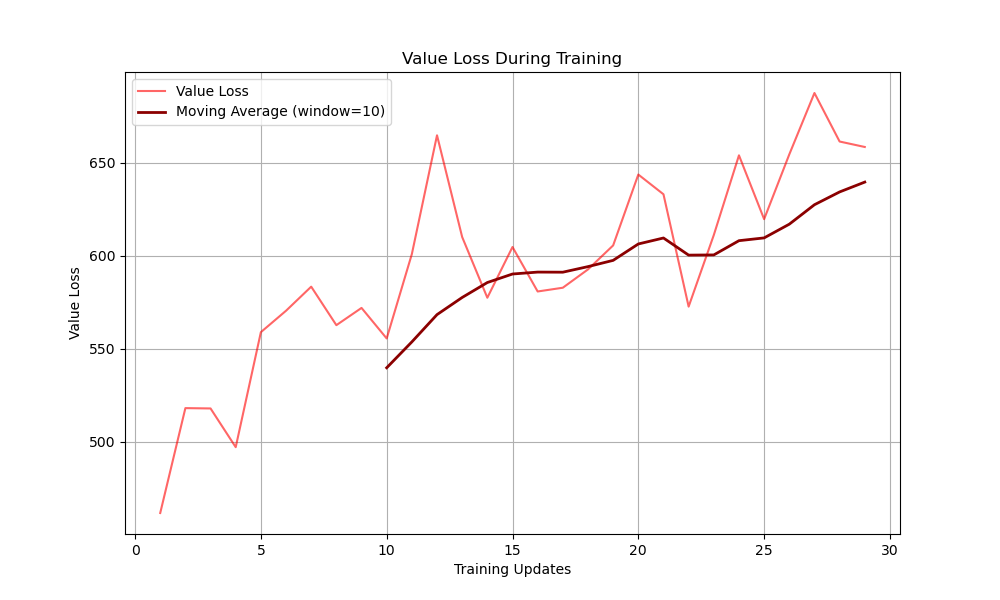 Value Loss During Training
Value Loss
Moving Average (window=10)
Value Loss
650
600
550
500
0 5 10 15 20 25 30
Training Updates